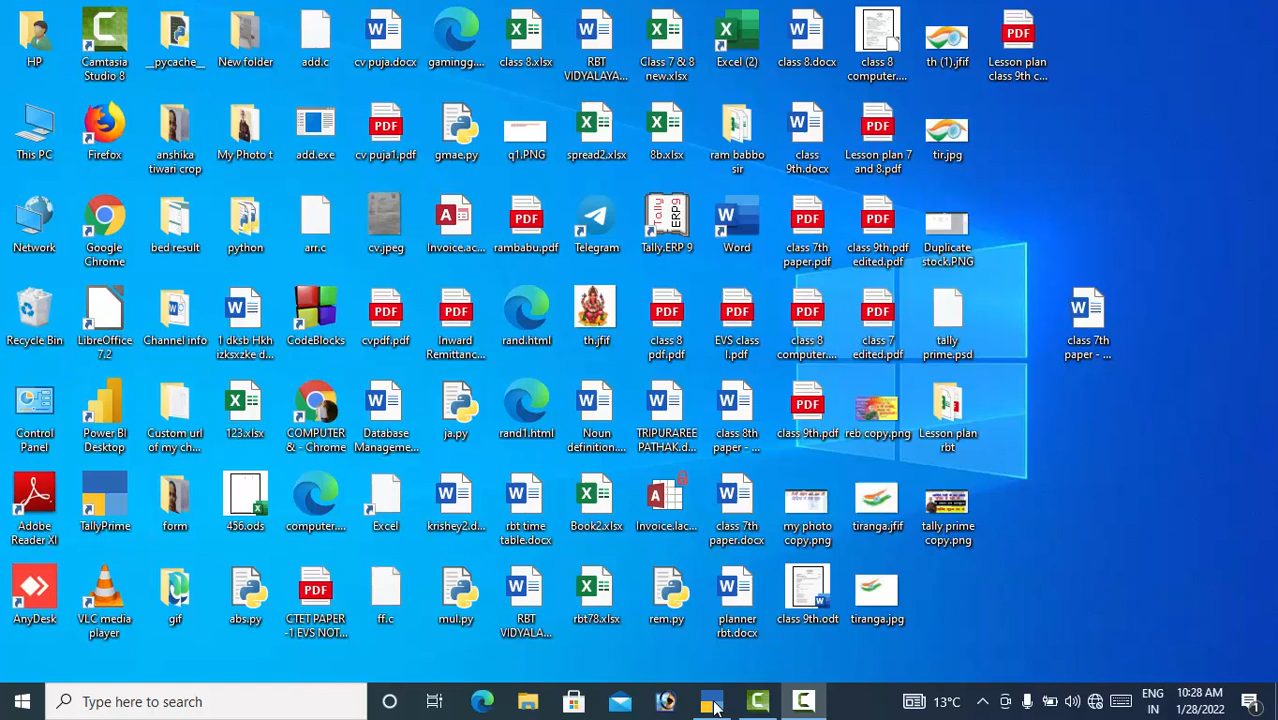 HP
Camtasia
Studio 8
__pycache__
New folder
add.c
cv puja.docx
gamingg....
class 8.xlsx
RBT
VIDYALAYA...
Class 7 & 8
new.xlsx
Excel (2)
class 8.docx
class 8
computer....
th (1).jfif
Lesson plan
class 9th c...
This PC
Firefox
anshika
tiwari crop
My Photo t
add.exe
cv puja1.pdf
gmae.py
q1.PNG
spread2.xlsx
8b.xlsx
ram babbo
sir
class
9th.docx
Lesson plan 7
and 8.pdf
tir.jpg
Network
Google
Chrome
bed result
python
arr.c
cv.jpeg
Invoice.ac...
rambabu.pdf
Telegram
Tally.ERP 9
Word
class 7th
paper.pdf
class 9th.pdf
edited.pdf
Duplicate
stock.PNG
Recycle Bin
LibreOffice
7.2
Channel info
1 dksb Hkh
izksxzke d...
CodeBlocks
cvpdf.pdf
Inward
Remittanc...
rand.html
th.jfif
class 8
pdf.pdf
EVS class
I.pdf
class 8
computer....
class 7
edited.pdf
tally
prime.psd
class 7th
paper - ...
Control
Panel
Power BI
Desktop
Custom url
of my ch...
123.xlsx
COMPUTER
& - Chrome
Database
Manageme...
ja.py
rand1.html
Noun
definition....
TRIPURAREE
PATHAK.d...
class 8th
paper - ...
class 9th.pdf
reb copy.png
Lesson plan
rbt
Adobe
Reader XI
TallyPrime
form
456.ods
computer....
Excel
krishey2.d...
rbt time
table.docx
Book2.xlsx
Invoice.lac...
class 7th
paper.docx
my photo
copy.png
tiranga.jfif
tally prime
copy.png
AnyDesk
VLC media
player
gif
abs.py
CTET PAPER
-1 EVS NOT...
ff.c
mul.py
RBT
VIDYALA...
rbt78.xlsx
rem.py
planner
rbt.docx
class 9th.odt
tiranga.jpg
Type here to search
13°C
ENG
IN
10:28 AM
1/28/2022
1